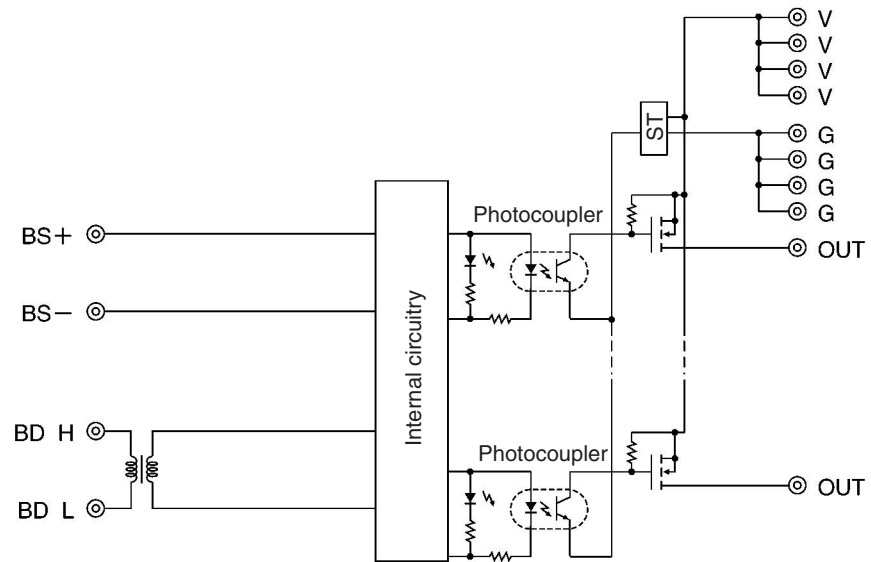 V
V
V
V
ST
G
G
G
G
Photocoupler
BS+
OUT
BS−
Internal circuitry
BD H
Photocoupler
BD L
OUT